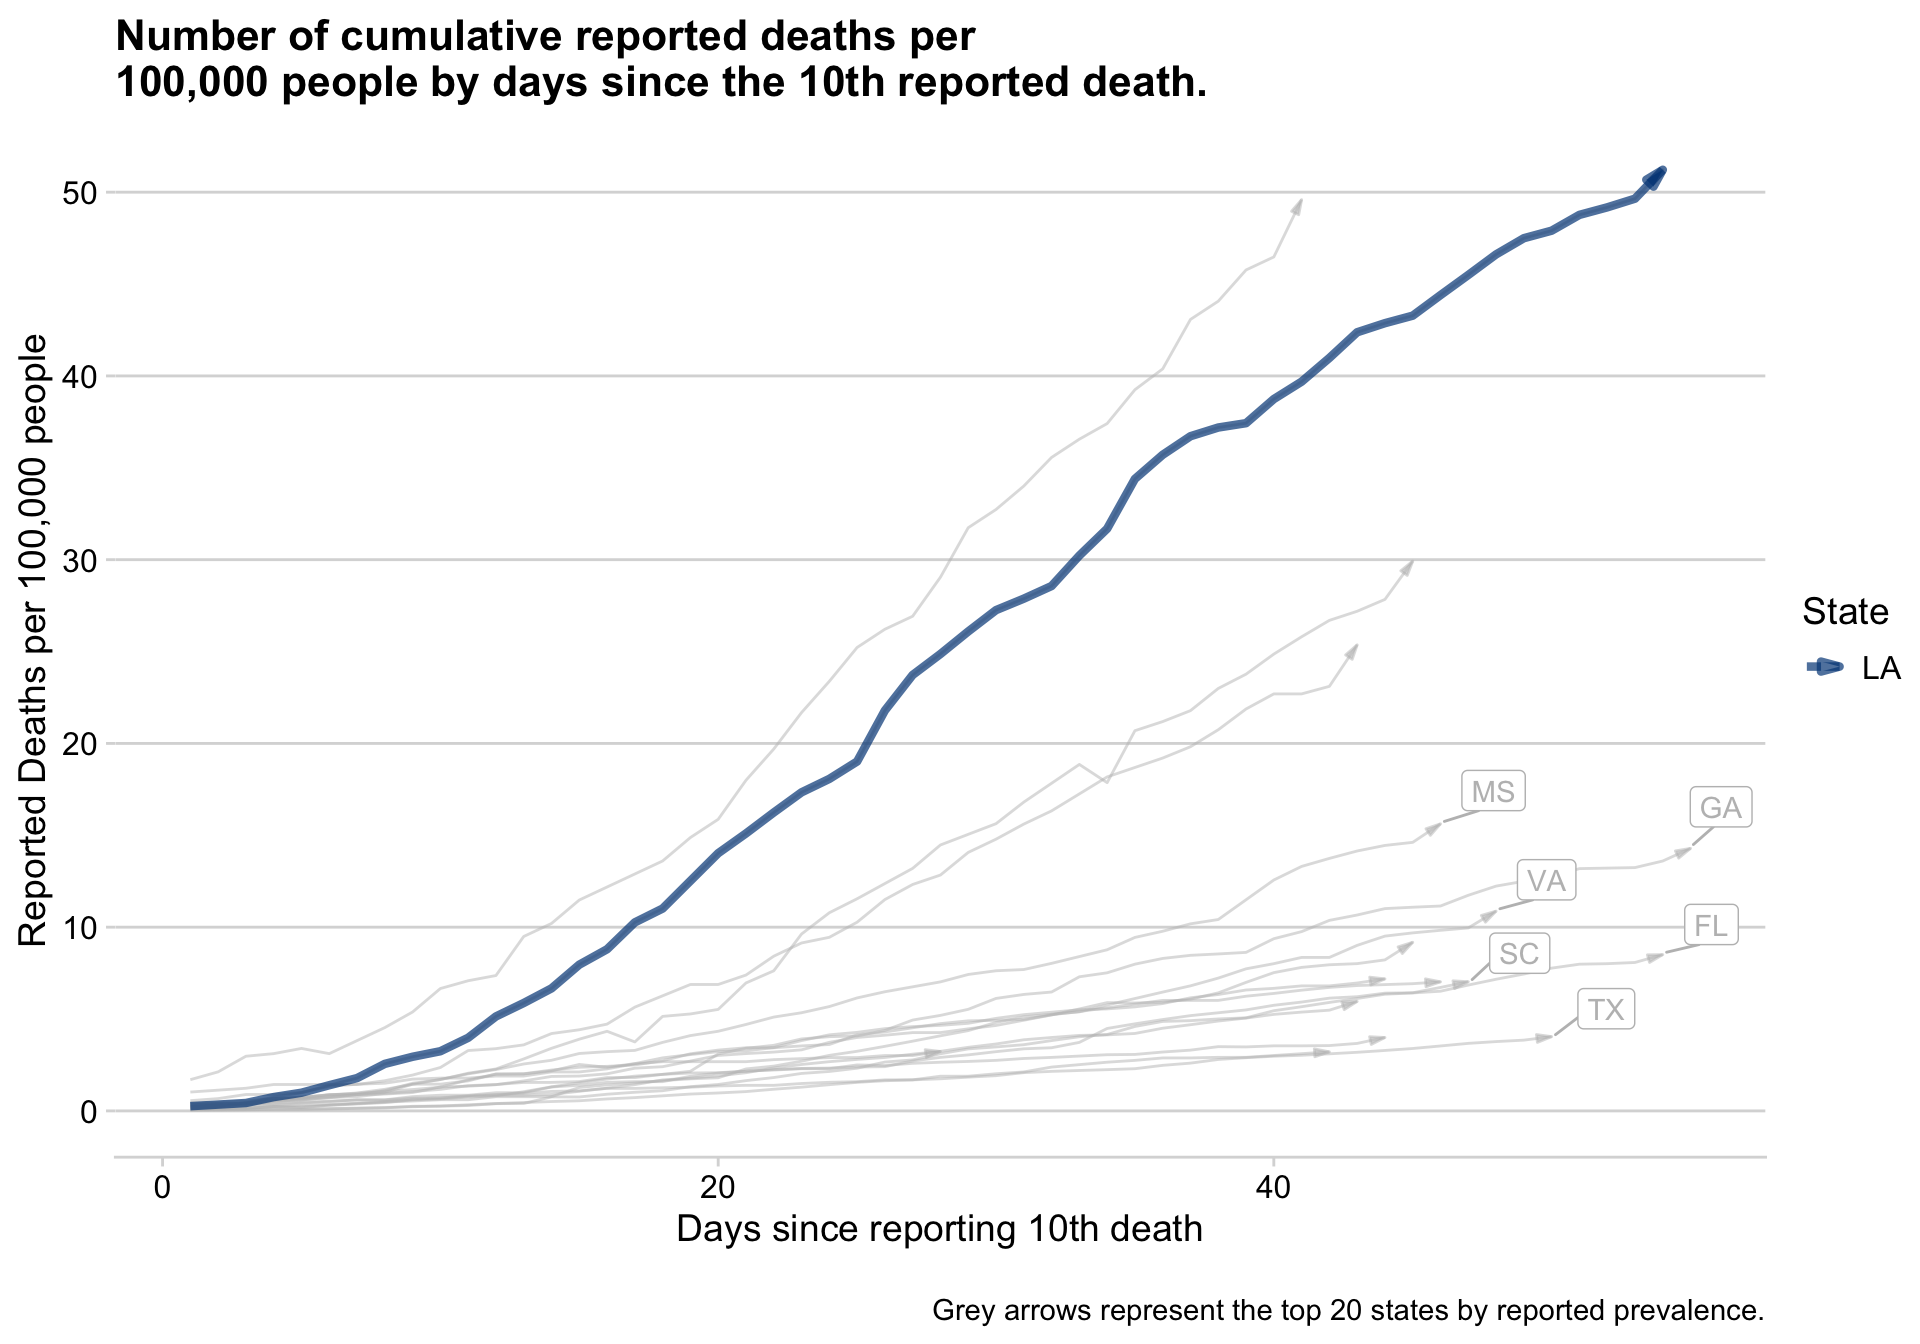 Number of cumulative reported deaths per
100,000 people by days since the 10th reported death.
Reported Deaths per 100,000 people
50
40
30
20
10
0
MS
GA
VA
FL
SC
TX
State
LA
0
20
40
Days since reporting 10th death
Grey arrows represent the top 20 states by reported prevalence.